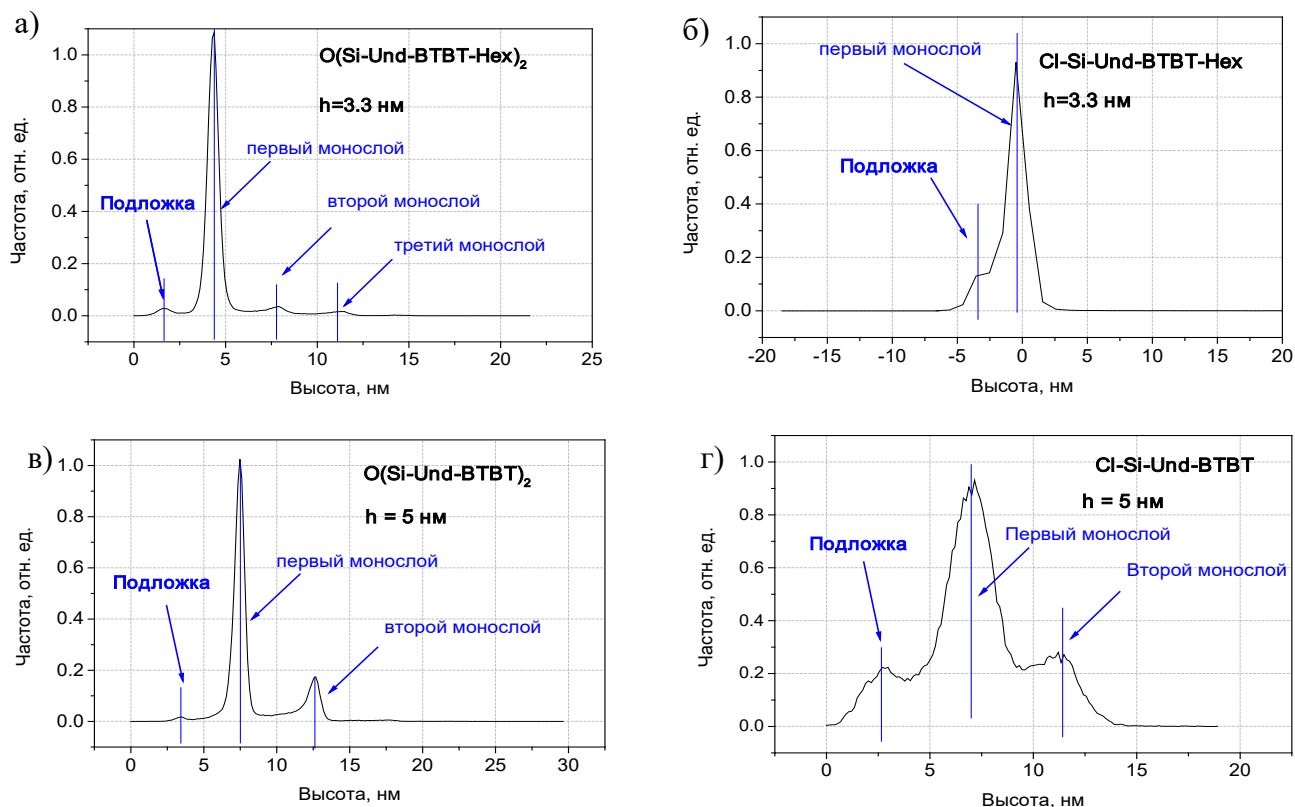 а)
O(Si-Und-BTBT-Hex)₂
h=3.3 нм
первый монослой
Подложка
второй монослой
третий монослой
Частота, отн. ед.
1.0
0.8
0.6
0.4
0.2
0.0
0 5 10 15 20 25
Высота, нм
б)
первый монослой
Cl-Si-Und-BTBT-Hex
h=3.3 нм
Подложка
Частота, отн. ед.
1.0
0.8
0.6
0.4
0.2
0.0
-20 -15 -10 -5 0 5 10 15 20
Высота, нм
в)
O(Si-Und-BTBT)₂
h = 5 нм
первый монослой
Подложка
второй монослой
Частота, отн. ед.
1.0
0.8
0.6
0.4
0.2
0.0
0 5 10 15 20 25 30
Высота, нм
г)
Cl-Si-Und-BTBT
h = 5 нм
Подложка
Первый монослой
Второй монослой
Частота, отн. ед.
1.0
0.8
0.6
0.4
0.2
0.0
0 5 10 15 20
Высота, нм